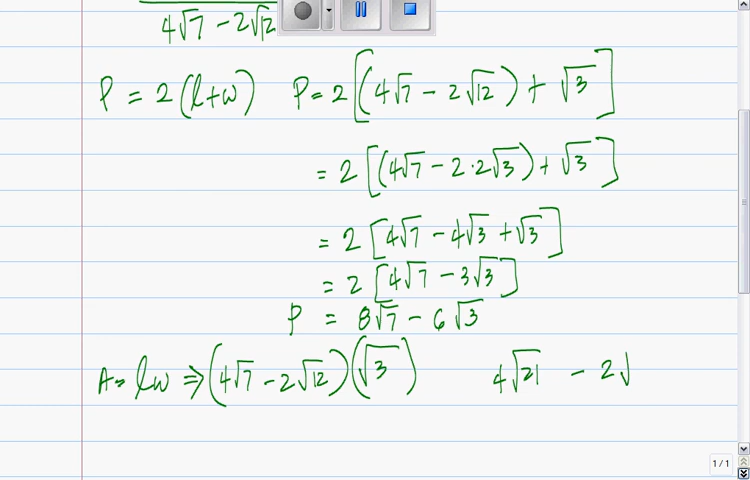 4√7 − 2√12
P = 2(l+w) P = 2[(4√7 − 2√12) + √3]
= 2[(4√7 − 2·2√3) + √3]
= 2[4√7 − 4√3 + √3]
= 2[4√7 − 3√3]
P = 8√7 − 6√3
A = lw ⇒ (4√7 − 2√12)(√3) 4√21 − 2√
1 / 1